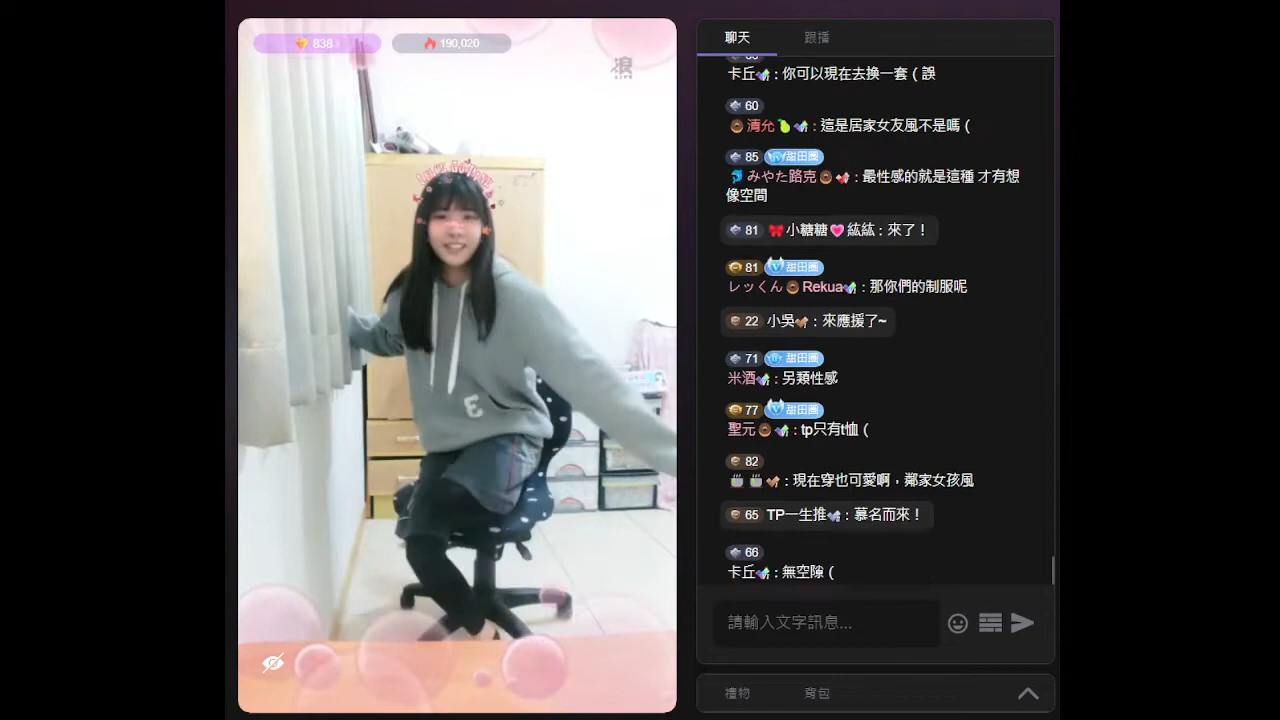 838
190,020
浪
LIVE
聊天
跟播
卡丘: 你可以現在去換一套 ( 誤
60
清允: 這是居家女友風不是嗎 (
85 甜田圈
みやた路克: 最性感的就是這種 才有想
像空間
81 小糖糖紘紘: 來了!
81 甜田圈
レッくんRekua: 那你們的制服呢
22 小吳: 來應援了~
71 甜田圈
米酒: 另類性感
77 甜田圈
聖元: tp只有t恤 (
82
: 現在穿也可愛啊,鄰家女孩風
65 TP一生推: 慕名而來!
66
卡丘: 無空隙 (
請輸入文字訊息...
禮物
背包
E